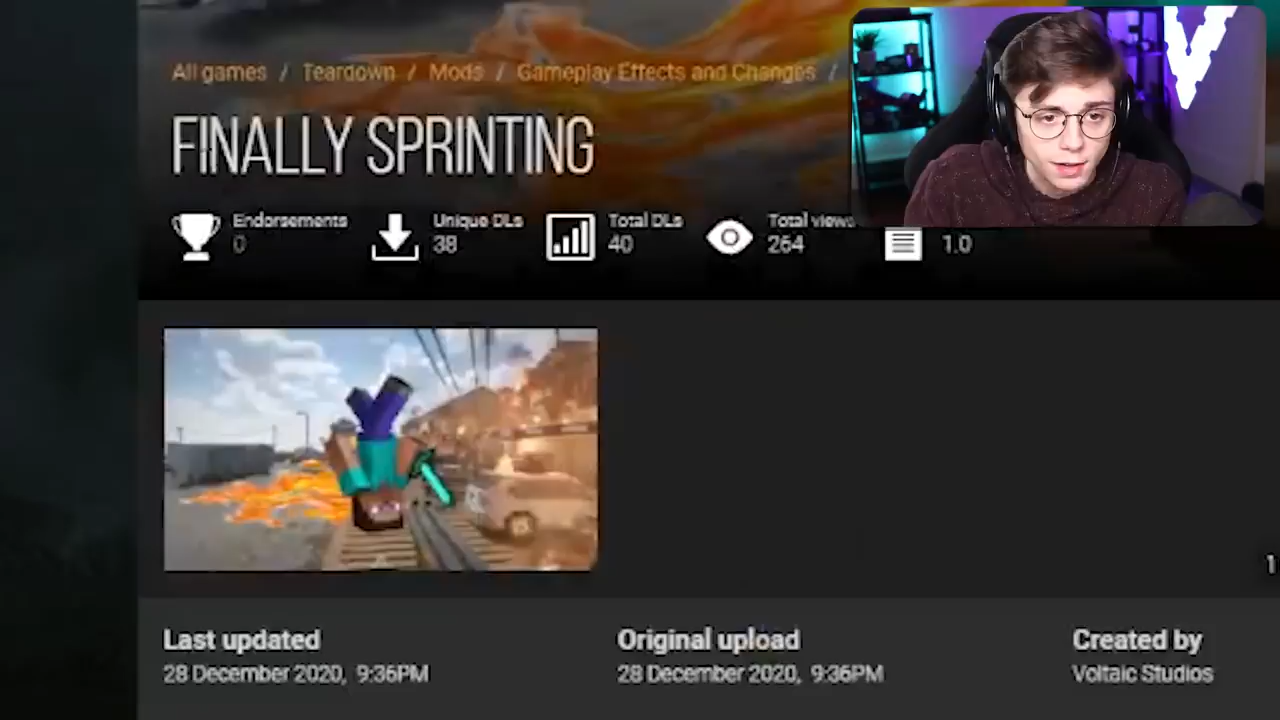 All games / Teardown / Mods / Gameplay Effects and Changes /
FINALLY SPRINTING
Endorsements Unique DLs Total DLs Total views
0 38 40 264 1.0
1
Last updated Original upload Created by
28 December 2020, 9:36PM 28 December 2020, 9:36PM Voltaic Studios